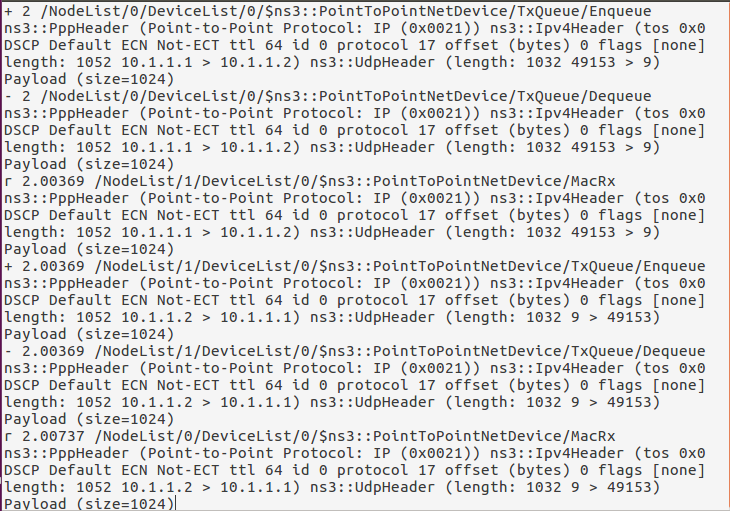 + 2 /NodeList/0/DeviceList/0/$ns3::PointToPointNetDevice/TxQueue/Enqueue
ns3::PppHeader (Point-to-Point Protocol: IP (0x0021)) ns3::Ipv4Header (tos 0x0
DSCP Default ECN Not-ECT ttl 64 id 0 protocol 17 offset (bytes) 0 flags [none]
length: 1052 10.1.1.1 > 10.1.1.2) ns3::UdpHeader (length: 1032 49153 > 9)
Payload (size=1024)
- 2 /NodeList/0/DeviceList/0/$ns3::PointToPointNetDevice/TxQueue/Dequeue
ns3::PppHeader (Point-to-Point Protocol: IP (0x0021)) ns3::Ipv4Header (tos 0x0
DSCP Default ECN Not-ECT ttl 64 id 0 protocol 17 offset (bytes) 0 flags [none]
length: 1052 10.1.1.1 > 10.1.1.2) ns3::UdpHeader (length: 1032 49153 > 9)
Payload (size=1024)
r 2.00369 /NodeList/1/DeviceList/0/$ns3::PointToPointNetDevice/MacRx
ns3::PppHeader (Point-to-Point Protocol: IP (0x0021)) ns3::Ipv4Header (tos 0x0
DSCP Default ECN Not-ECT ttl 64 id 0 protocol 17 offset (bytes) 0 flags [none]
length: 1052 10.1.1.1 > 10.1.1.2) ns3::UdpHeader (length: 1032 49153 > 9)
Payload (size=1024)
+ 2.00369 /NodeList/1/DeviceList/0/$ns3::PointToPointNetDevice/TxQueue/Enqueue
ns3::PppHeader (Point-to-Point Protocol: IP (0x0021)) ns3::Ipv4Header (tos 0x0
DSCP Default ECN Not-ECT ttl 64 id 0 protocol 17 offset (bytes) 0 flags [none]
length: 1052 10.1.1.2 > 10.1.1.1) ns3::UdpHeader (length: 1032 9 > 49153)
Payload (size=1024)
- 2.00369 /NodeList/1/DeviceList/0/$ns3::PointToPointNetDevice/TxQueue/Dequeue
ns3::PppHeader (Point-to-Point Protocol: IP (0x0021)) ns3::Ipv4Header (tos 0x0
DSCP Default ECN Not-ECT ttl 64 id 0 protocol 17 offset (bytes) 0 flags [none]
length: 1052 10.1.1.2 > 10.1.1.1) ns3::UdpHeader (length: 1032 9 > 49153)
Payload (size=1024)
r 2.00737 /NodeList/0/DeviceList/0/$ns3::PointToPointNetDevice/MacRx
ns3::PppHeader (Point-to-Point Protocol: IP (0x0021)) ns3::Ipv4Header (tos 0x0
DSCP Default ECN Not-ECT ttl 64 id 0 protocol 17 offset (bytes) 0 flags [none]
length: 1052 10.1.1.2 > 10.1.1.1) ns3::UdpHeader (length: 1032 9 > 49153)
Payload (size=1024)